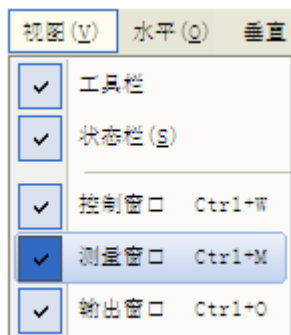 视图(V) 水平(O) 垂直
工具栏
状态栏(S)
控制窗口 Ctrl+W
测量窗口 Ctrl+M
输出窗口 Ctrl+O